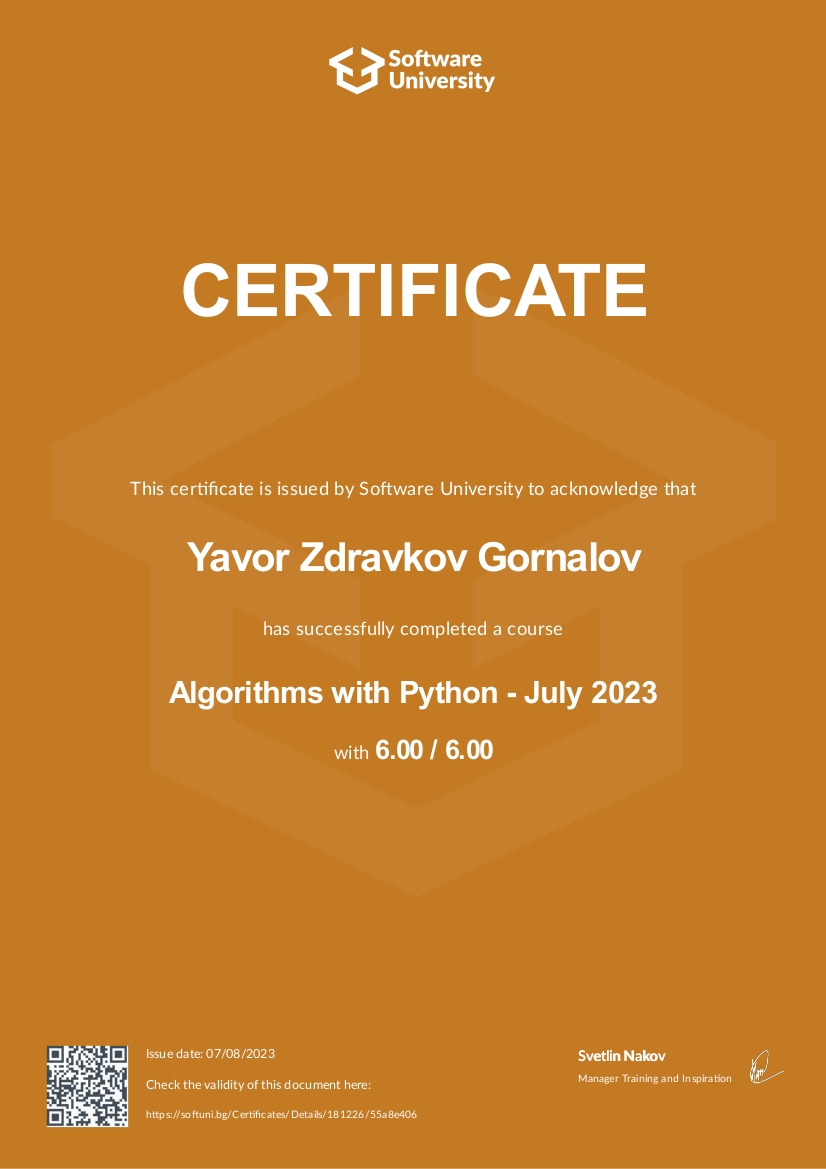 Software
University
CERTIFICATE
This certificate is issued by Software University to acknowledge that
Yavor Zdravkov Gornalov
has successfully completed a course
Algorithms with Python - July 2023
with 6.00 / 6.00
Issue date: 07/08/2023
Check the validity of this document here:
https://softuni.bg/Certificates/Details/181226/55a8e406
Svetlin Nakov
Manager Training and Inspiration